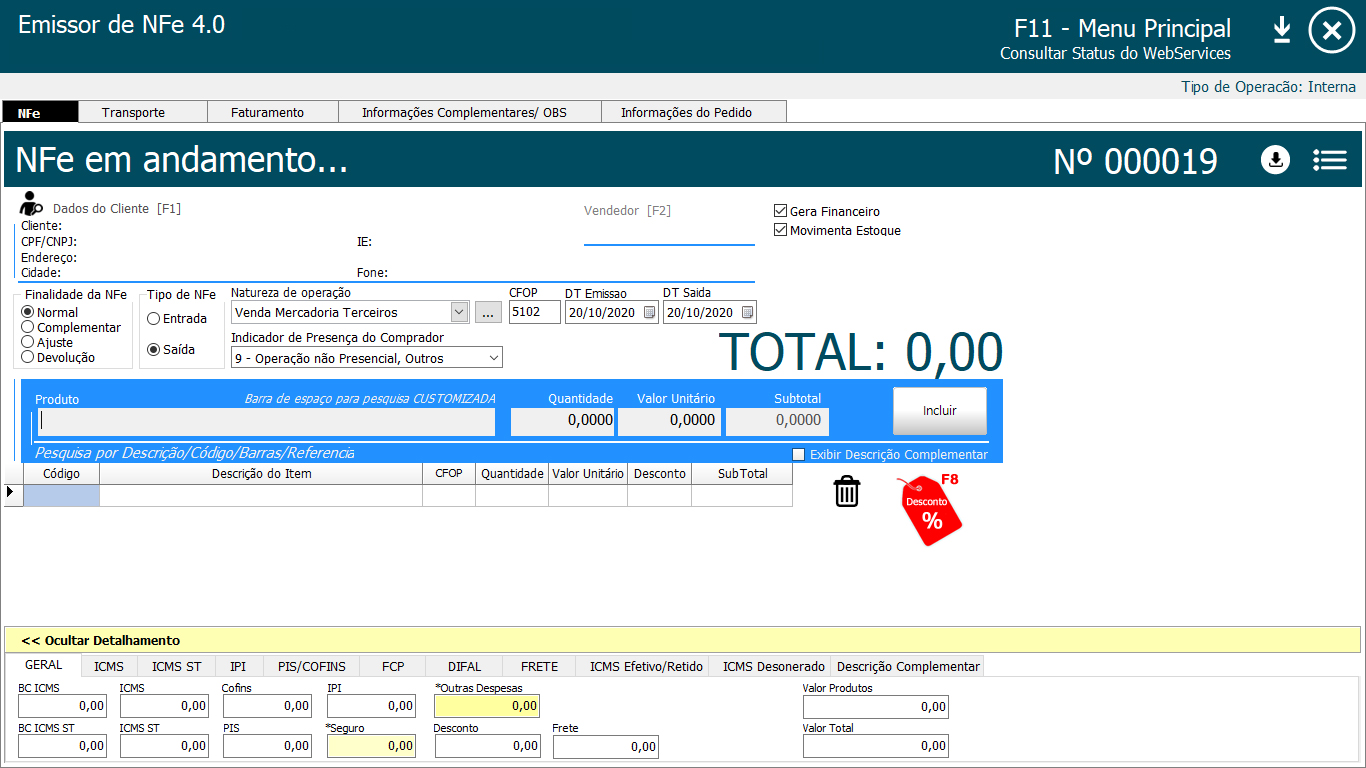 Emissor de NFe 4.0
F11 - Menu Principal
Consultar Status do WebServices
Tipo de Operacão: Interna
NFe Transporte Faturamento Informações Complementares/ OBS Informações do Pedido
NFe em andamento... Nº 000019
Dados do Cliente [F1] Vendedor [F2] Gera Financeiro
Cliente: Movimenta Estoque
CPF/CNPJ: IE:
Endereço:
Cidade: Fone:
Finalidade da NFe Tipo de NFe Natureza de operação CFOP DT Emissao DT Saida
Normal Entrada Venda Mercadoria Terceiros ... 5102 20/10/2020 20/10/2020
Complementar
Ajuste Saída Indicador de Presença do Comprador
Devolução 9 - Operação não Presencial, Outros
TOTAL: 0,00
Produto Barra de espaço para pesquisa CUSTOMIZADA Quantidade Valor Unitário Subtotal
0,0000 0,0000 0,0000 Incluir
Pesquisa por Descrição/Código/Barras/Referencia Exibir Descrição Complementar
Código Descrição do Item CFOP Quantidade Valor Unitário Desconto SubTotal
F8
Desconto
%
<< Ocultar Detalhamento
GERAL ICMS ICMS ST IPI PIS/COFINS FCP DIFAL FRETE ICMS Efetivo/Retido ICMS Desonerado Descrição Complementar
BC ICMS ICMS Cofins IPI *Outras Despesas Valor Produtos
0,00 0,00 0,00 0,00 0,00 0,00
BC ICMS ST ICMS ST PIS *Seguro Desconto Frete Valor Total
0,00 0,00 0,00 0,00 0,00 0,00 0,00